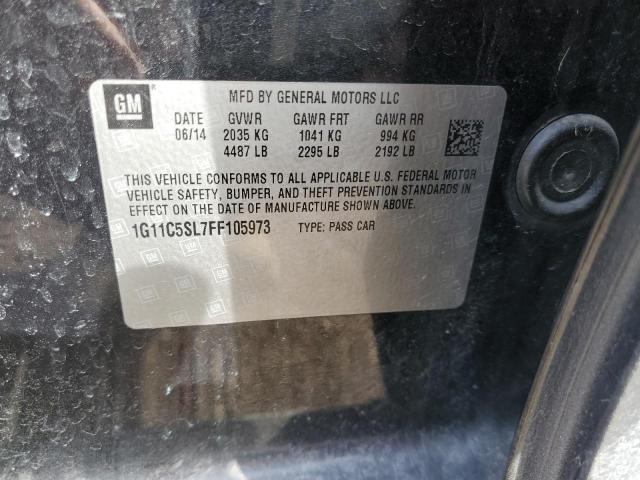 GM
MFD BY GENERAL MOTORS LLC
DATE GVWR GAWR FRT GAWR RR
06/14 2035 KG 1041 KG 994 KG
4487 LB 2295 LB 2192 LB
THIS VEHICLE CONFORMS TO ALL APPLICABLE U.S. FEDERAL MOTOR
VEHICLE SAFETY, BUMPER, AND THEFT PREVENTION STANDARDS IN
EFFECT ON THE DATE OF MANUFACTURE SHOWN ABOVE.
1G11C5SL7FF105973 TYPE: PASS CAR